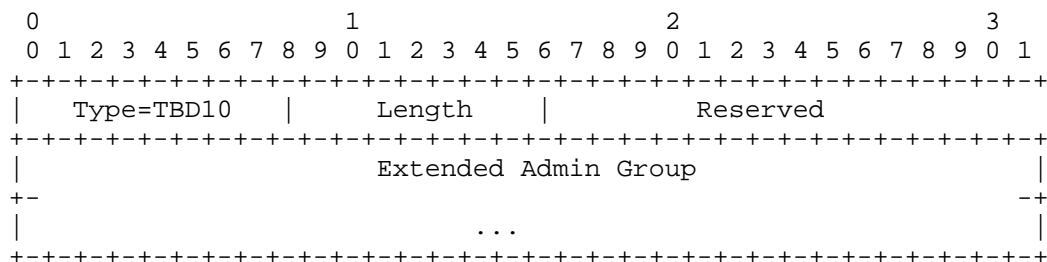 0                   1                   2                   3
 0 1 2 3 4 5 6 7 8 9 0 1 2 3 4 5 6 7 8 9 0 1 2 3 4 5 6 7 8 9 0 1
+-+-+-+-+-+-+-+-+-+-+-+-+-+-+-+-+-+-+-+-+-+-+-+-+-+-+-+-+-+-+-+-+
|   Type=TBD10   |     Length    |         Reserved
+-+-+-+-+-+-+-+-+-+-+-+-+-+-+-+-+-+-+-+-+-+-+-+-+-+-+-+-+-+-+-+-+
|                      Extended Admin Group                     |
+-                                                             -+
|                            ...                                |
+-+-+-+-+-+-+-+-+-+-+-+-+-+-+-+-+-+-+-+-+-+-+-+-+-+-+-+-+-+-+-+-+